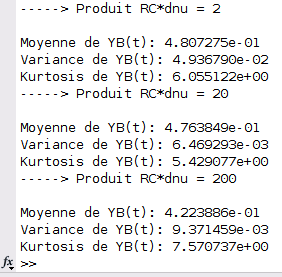 -----> Produit RC*dnu = 2
Moyenne de YB(t): 4.807275e-01
Variance de YB(t): 4.936790e-02
Kurtosis de YB(t): 6.055122e+00
-----> Produit RC*dnu = 20
Moyenne de YB(t): 4.763849e-01
Variance de YB(t): 6.469293e-03
Kurtosis de YB(t): 5.429077e+00
-----> Produit RC*dnu = 200
Moyenne de YB(t): 4.223886e-01
Variance de YB(t): 9.371459e-03
Kurtosis de YB(t): 7.570737e+00
fx >>